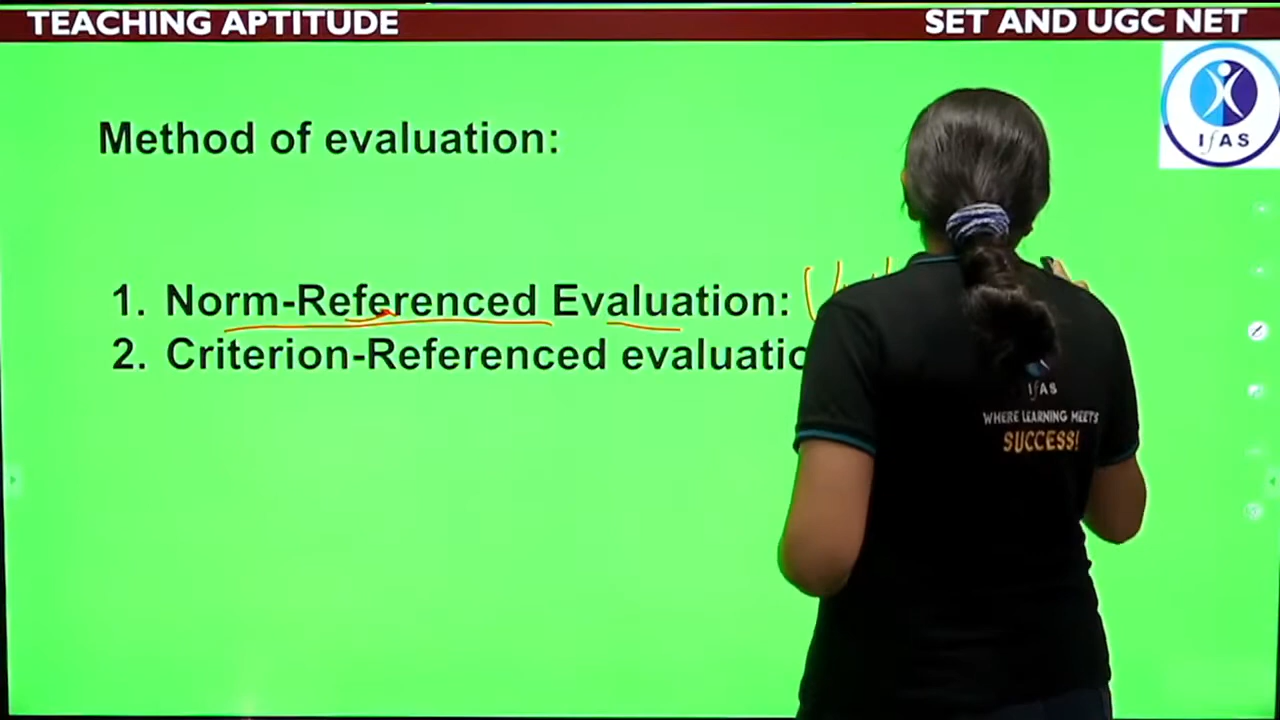 TEACHING APTITUDE
SET AND UGC NET
IfAS
Method of evaluation:
1. Norm-Referenced Evaluation:
2. Criterion-Referenced
IfAS
WHERE LEARNING MEETS
SUCCESS!